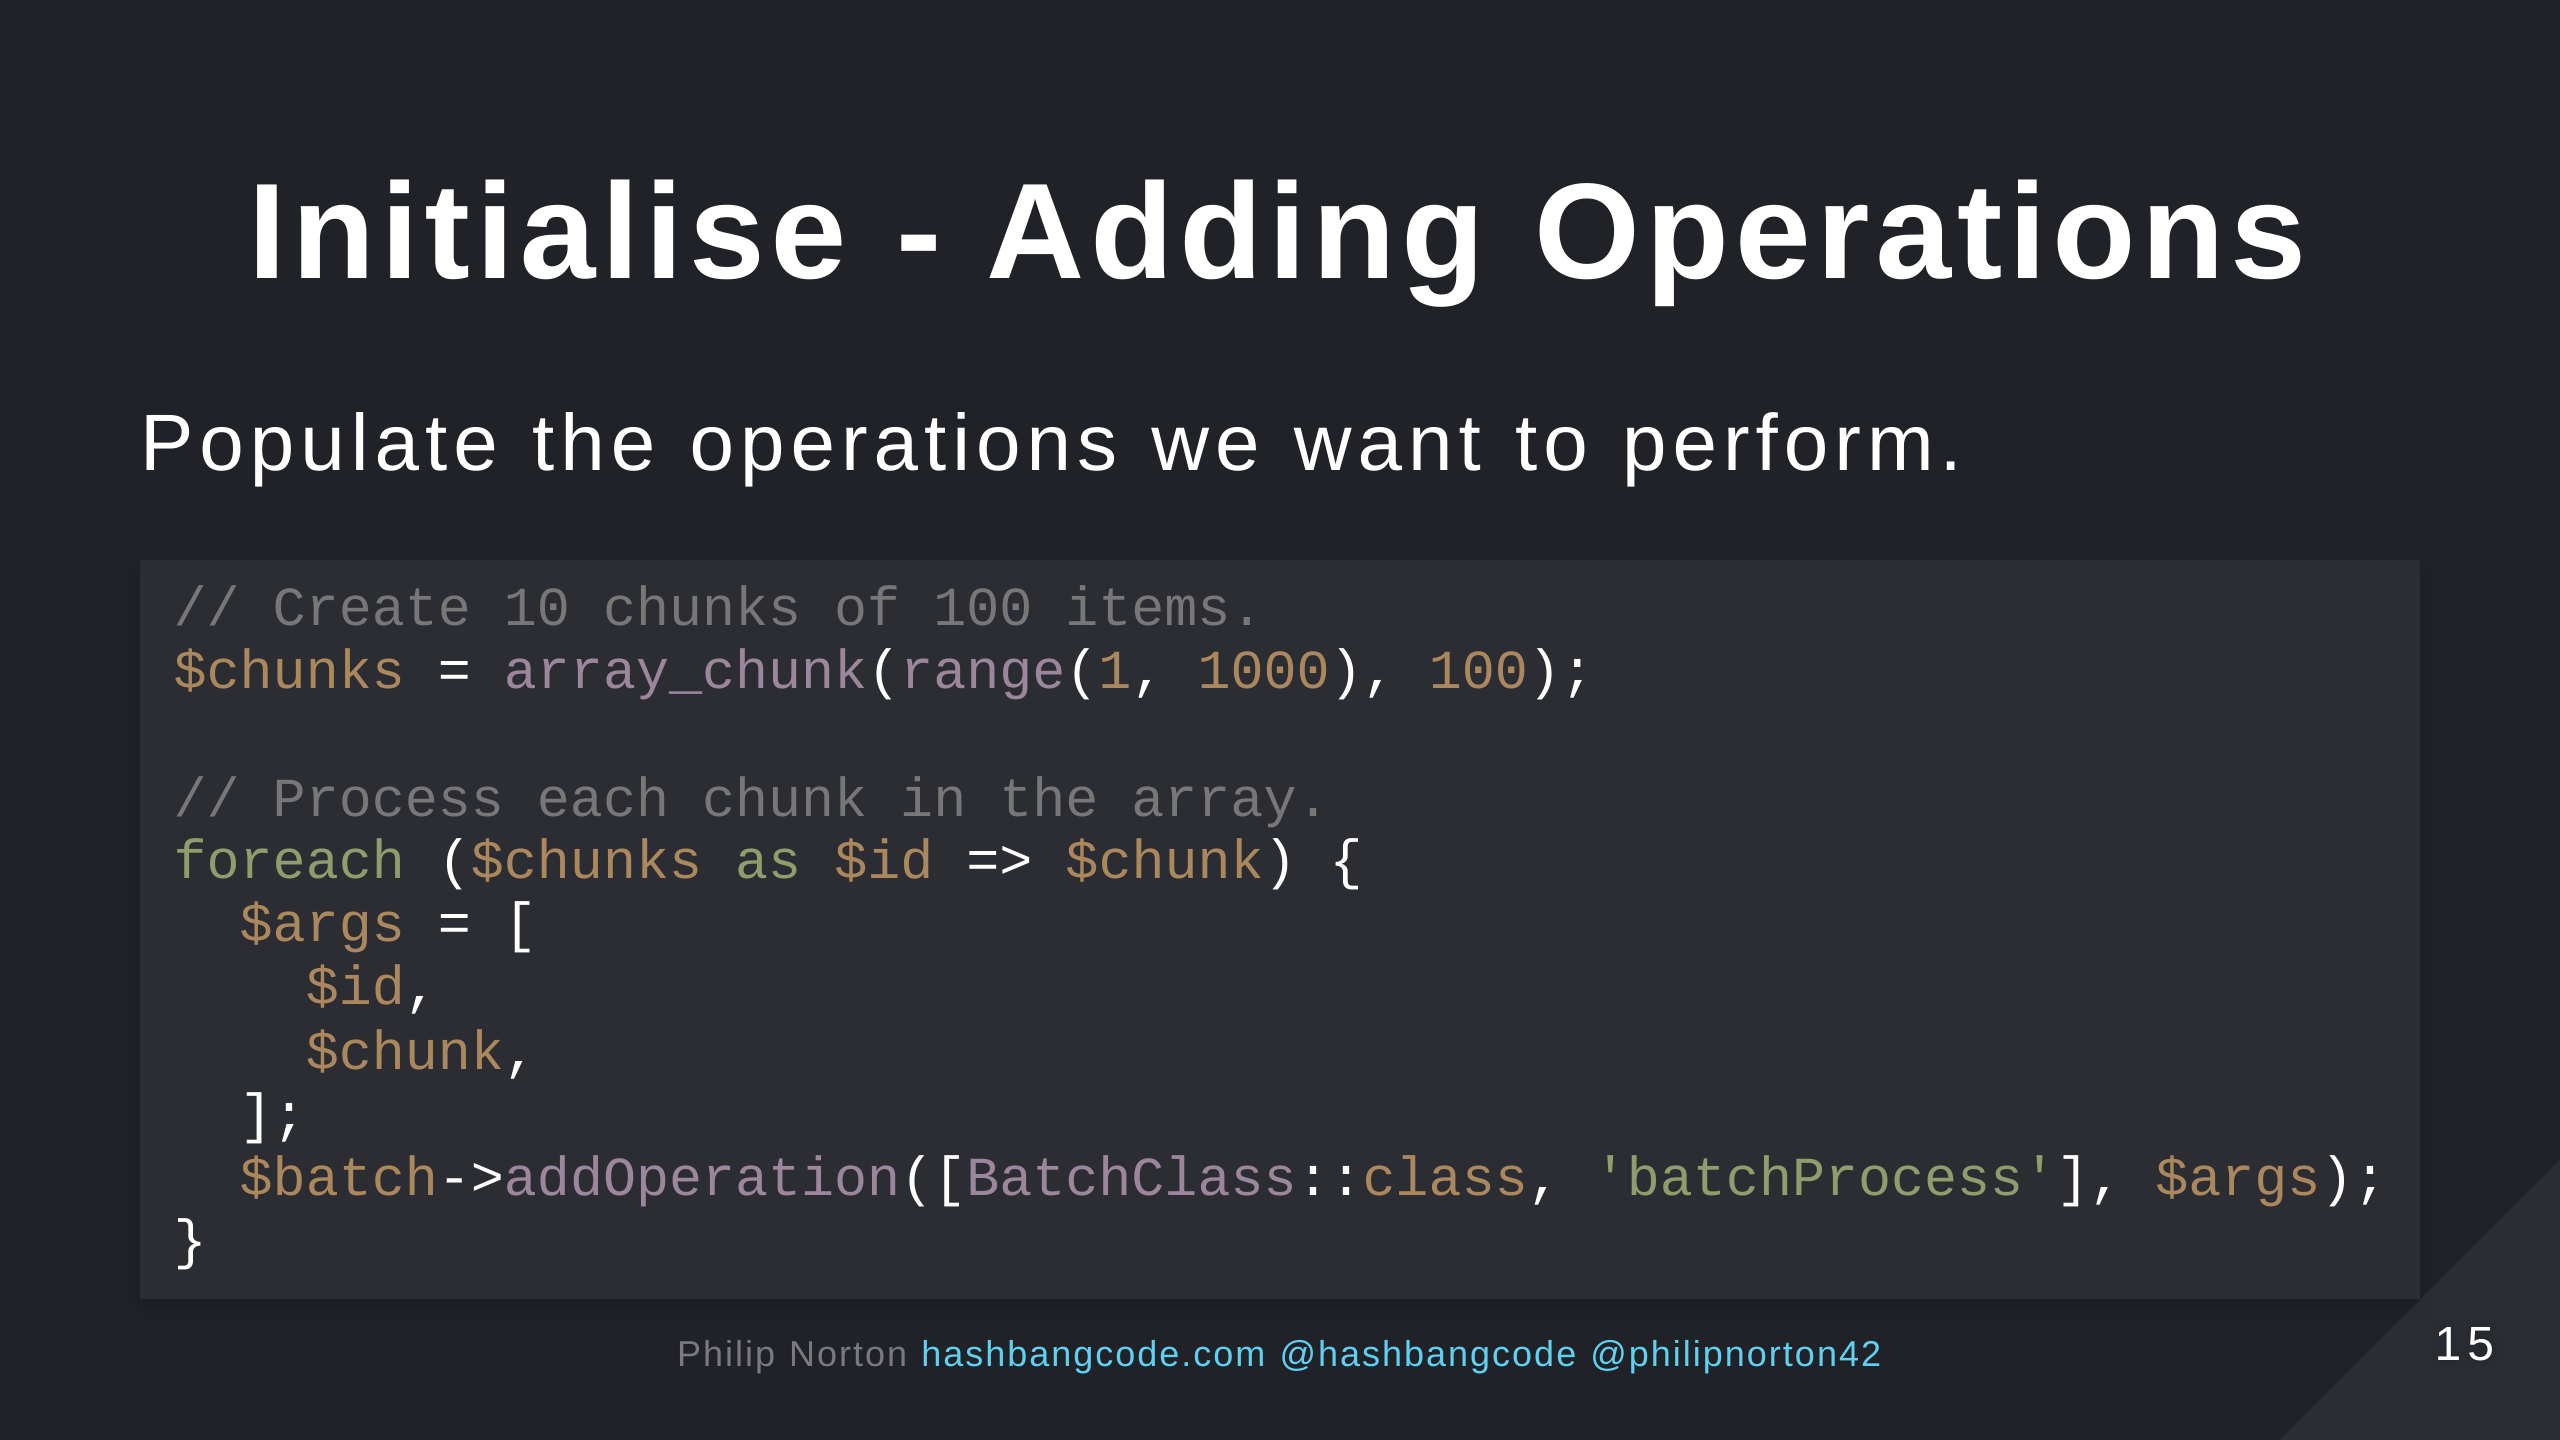 Initialise - Adding Operations
Populate the operations we want to perform.
// Create 10 chunks of 100 items.
$chunks = array_chunk(range(1, 1000), 100);

// Process each chunk in the array.
foreach ($chunks as $id => $chunk) {
  $args = [
    $id,
    $chunk,
  ];
  $batch->addOperation([BatchClass::class, 'batchProcess'], $args);
}
Philip Norton hashbangcode.com @hashbangcode @philipnorton42
15